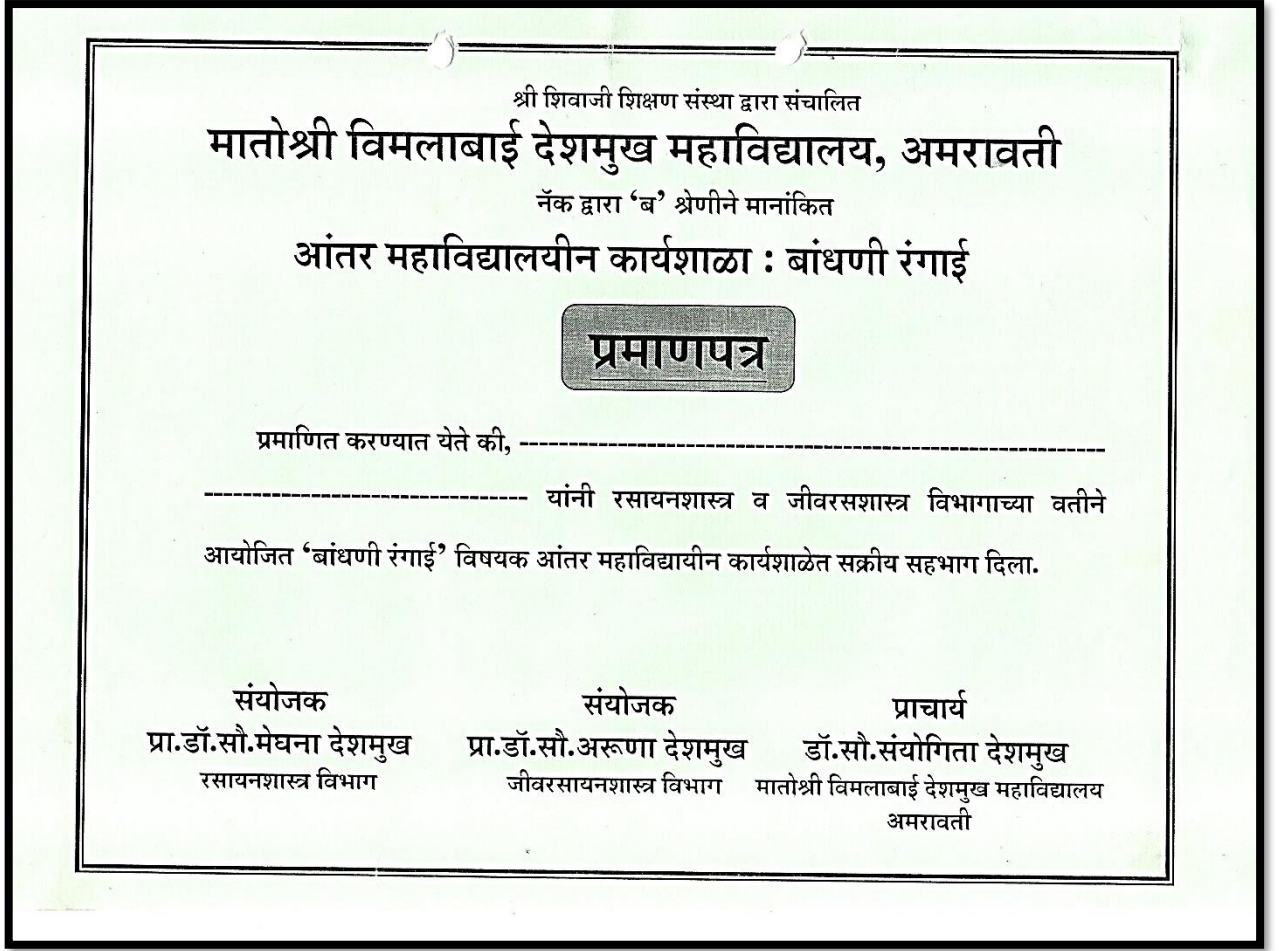 श्री शिवाजी शिक्षण संस्था द्वारा संचालित
मातोश्री विमलाबाई देशमुख महाविद्यालय, अमरावती
नॅक द्वारा ‘ब’ श्रेणीने मानांकित
आंतर महाविद्यालयीन कार्यशाळा : बांधणी रंगाई
प्रमाणपत्र
प्रमाणित करण्यात येते की, ------------------------------------------------------------
--------------------------------- यांनी रसायनशास्त्र व जीवरसशास्त्र विभागाच्या वतीने
आयोजित ‘बांधणी रंगाई’ विषयक आंतर महाविद्यायीन कार्यशाळेत सक्रीय सहभाग दिला.
संयोजक
प्रा.डॉ.सौ.मेघना देशमुख
रसायनशास्त्र विभाग
संयोजक
प्रा.डॉ.सौ.अरूणा देशमुख
जीवरसायनशास्त्र विभाग
प्राचार्य
डॉ.सौ.संयोगिता देशमुख
मातोश्री विमलाबाई देशमुख महाविद्यालय
अमरावती